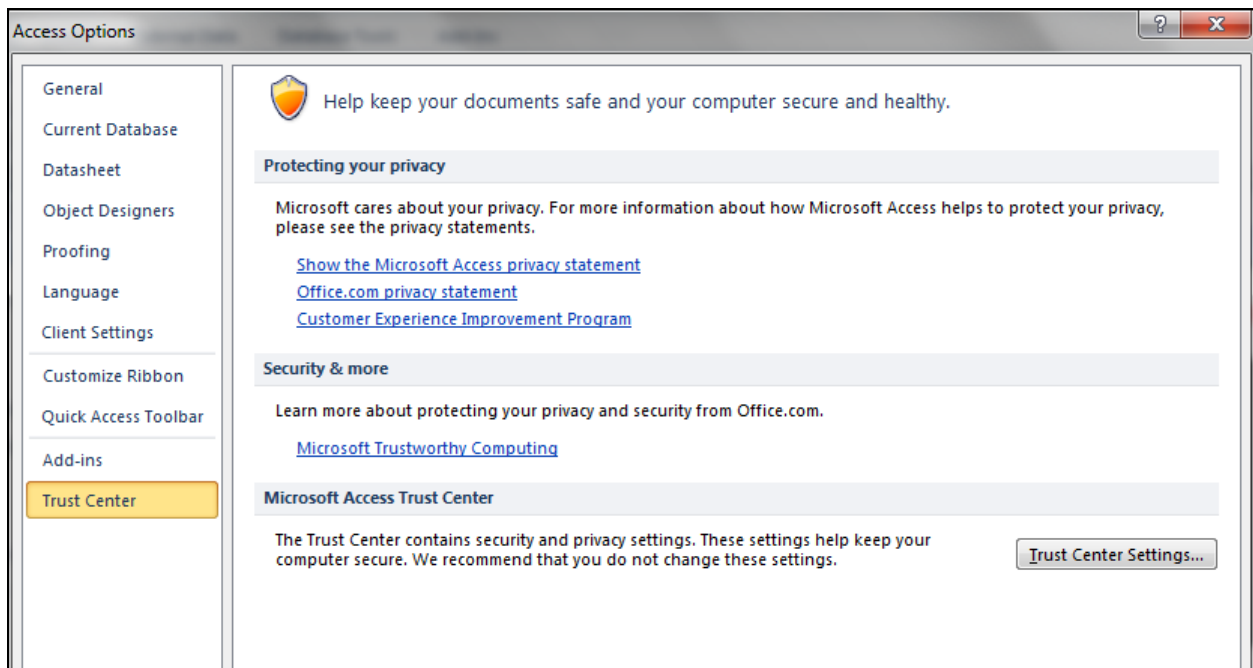 Access Options
General
Current Database
Datasheet
Object Designers
Proofing
Language
Client Settings
Customize Ribbon
Quick Access Toolbar
Add-ins
Trust Center
Help keep your documents safe and your computer secure and healthy.
Protecting your privacy
Microsoft cares about your privacy. For more information about how Microsoft Access helps to protect your privacy,
please see the privacy statements.
Show the Microsoft Access privacy statement
Office.com privacy statement
Customer Experience Improvement Program
Security & more
Learn more about protecting your privacy and security from Office.com.
Microsoft Trustworthy Computing
Microsoft Access Trust Center
The Trust Center contains security and privacy settings. These settings help keep your
computer secure. We recommend that you do not change these settings.
Trust Center Settings...